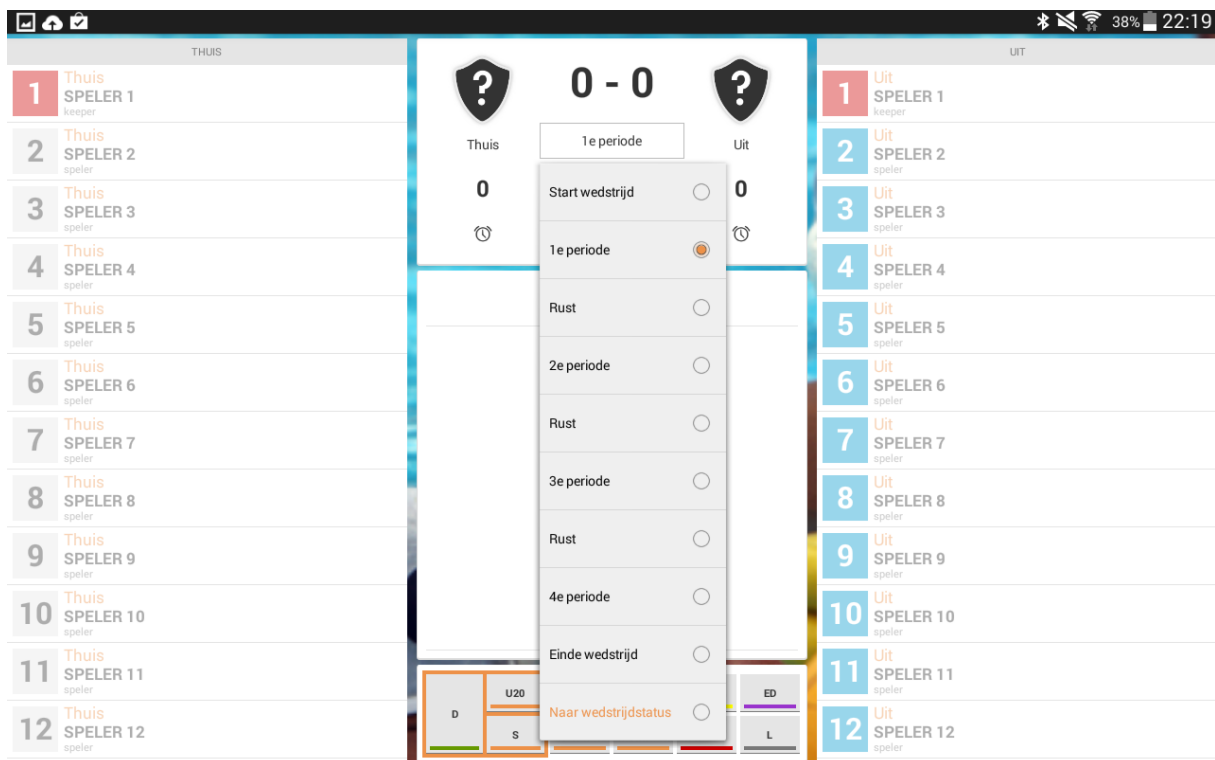 38% 22:19
THUIS
1
Thuis
SPELER 1
keeper
2
Thuis
SPELER 2
speler
3
Thuis
SPELER 3
speler
4
Thuis
SPELER 4
speler
5
Thuis
SPELER 5
speler
6
Thuis
SPELER 6
speler
7
Thuis
SPELER 7
speler
8
Thuis
SPELER 8
speler
9
Thuis
SPELER 9
speler
10
Thuis
SPELER 10
speler
11
Thuis
SPELER 11
speler
12
Thuis
SPELER 12
speler
? 0 - 0 ?
Thuis 1e periode Uit
0 0
Start wedstrijd
1e periode
Rust
2e periode
Rust
3e periode
Rust
4e periode
Einde wedstrijd
Naar wedstrijdstatus
D
U20
S
ED
L
UIT
1
Uit
SPELER 1
keeper
2
Uit
SPELER 2
speler
3
Uit
SPELER 3
speler
4
Uit
SPELER 4
speler
5
Uit
SPELER 5
speler
6
Uit
SPELER 6
speler
7
Uit
SPELER 7
speler
8
Uit
SPELER 8
speler
9
Uit
SPELER 9
speler
10
Uit
SPELER 10
speler
11
Uit
SPELER 11
speler
12
Uit
SPELER 12
speler